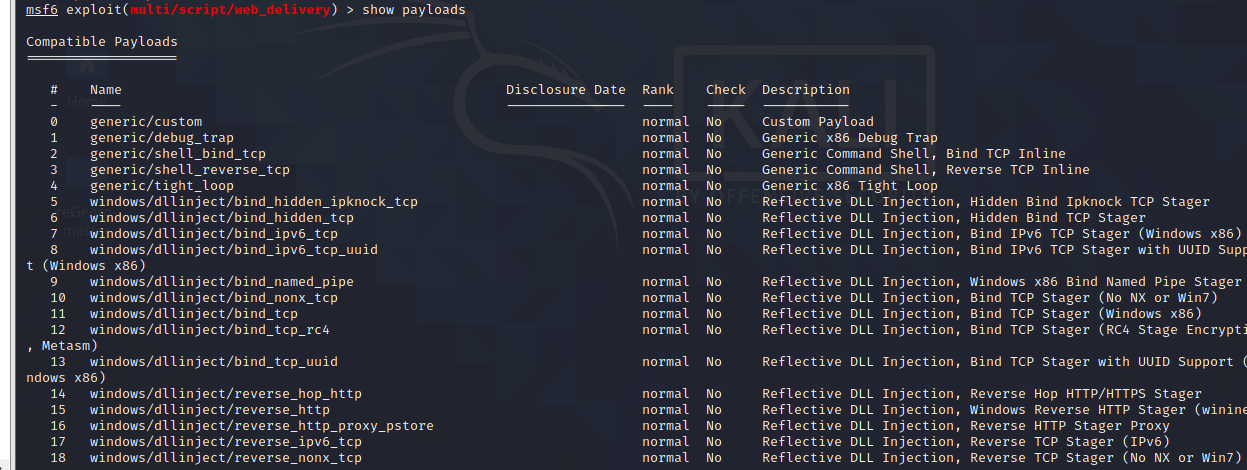 msf6 exploit(multi/script/web_delivery) > show payloads
Compatible Payloads
===================
# Name Disclosure Date Rank Check Description
- ---- --------------- ---- ----- -----------
0 generic/custom normal No Custom Payload
1 generic/debug_trap normal No Generic x86 Debug Trap
2 generic/shell_bind_tcp normal No Generic Command Shell, Bind TCP Inline
3 generic/shell_reverse_tcp normal No Generic Command Shell, Reverse TCP Inline
4 generic/tight_loop normal No Generic x86 Tight Loop
5 windows/dllinject/bind_hidden_ipknock_tcp normal No Reflective DLL Injection, Hidden Bind Ipknock TCP Stager
6 windows/dllinject/bind_hidden_tcp normal No Reflective DLL Injection, Hidden Bind TCP Stager
7 windows/dllinject/bind_ipv6_tcp normal No Reflective DLL Injection, Bind IPv6 TCP Stager (Windows x86)
8 windows/dllinject/bind_ipv6_tcp_uuid normal No Reflective DLL Injection, Bind IPv6 TCP Stager with UUID Supp
t (Windows x86)
9 windows/dllinject/bind_named_pipe normal No Reflective DLL Injection, Windows x86 Bind Named Pipe Stager
10 windows/dllinject/bind_nonx_tcp normal No Reflective DLL Injection, Bind TCP Stager (No NX or Win7)
11 windows/dllinject/bind_tcp normal No Reflective DLL Injection, Bind TCP Stager (Windows x86)
12 windows/dllinject/bind_tcp_rc4 normal No Reflective DLL Injection, Bind TCP Stager (RC4 Stage Encrypti
, Metasm)
13 windows/dllinject/bind_tcp_uuid normal No Reflective DLL Injection, Bind TCP Stager with UUID Support (
ndows x86)
14 windows/dllinject/reverse_hop_http normal No Reflective DLL Injection, Reverse Hop HTTP/HTTPS Stager
15 windows/dllinject/reverse_http normal No Reflective DLL Injection, Windows Reverse HTTP Stager (winine
16 windows/dllinject/reverse_http_proxy_pstore normal No Reflective DLL Injection, Reverse HTTP Stager Proxy
17 windows/dllinject/reverse_ipv6_tcp normal No Reflective DLL Injection, Reverse TCP Stager (IPv6)
18 windows/dllinject/reverse_nonx_tcp normal No Reflective DLL Injection, Reverse TCP Stager (No NX or Win7)
KALI